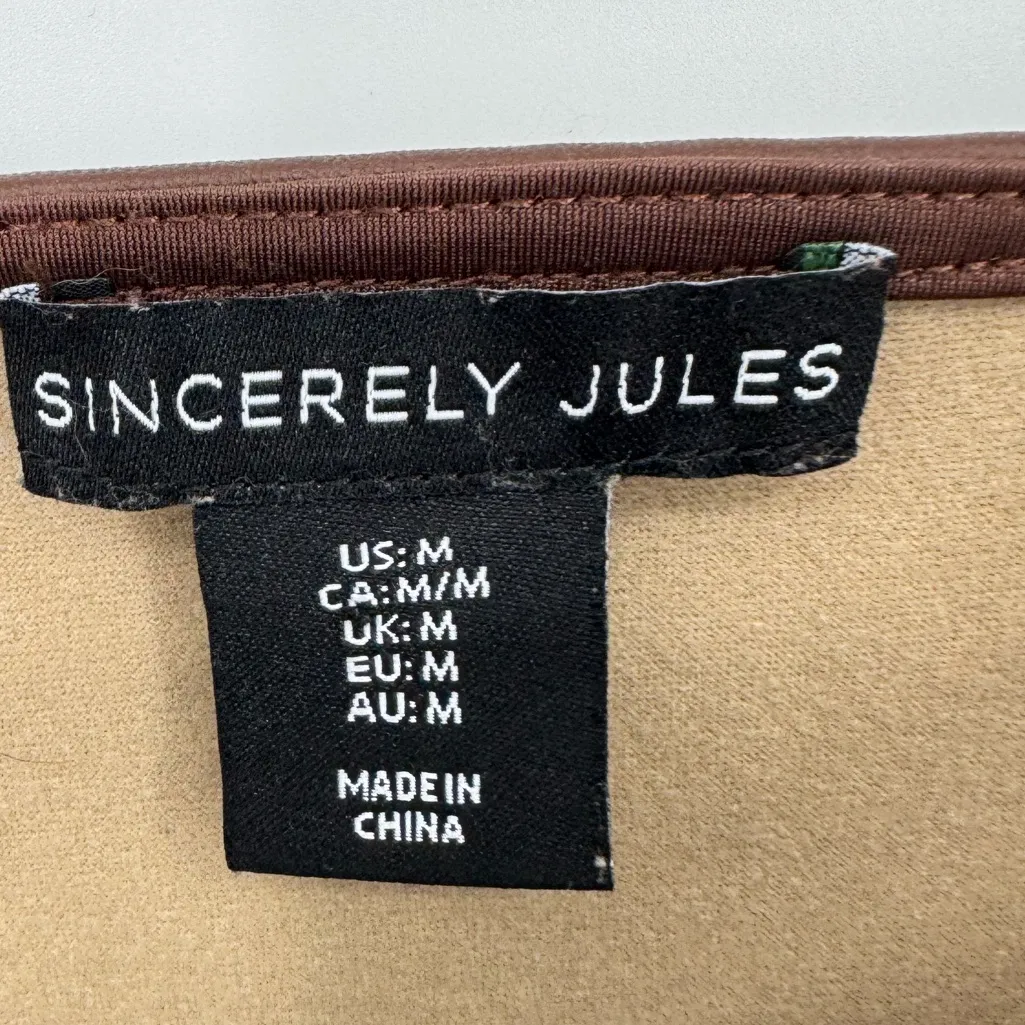 SINCERELY JULES
US: M
CA: M/M
UK: M
EU: M
AU: M
MADE IN
CHINA